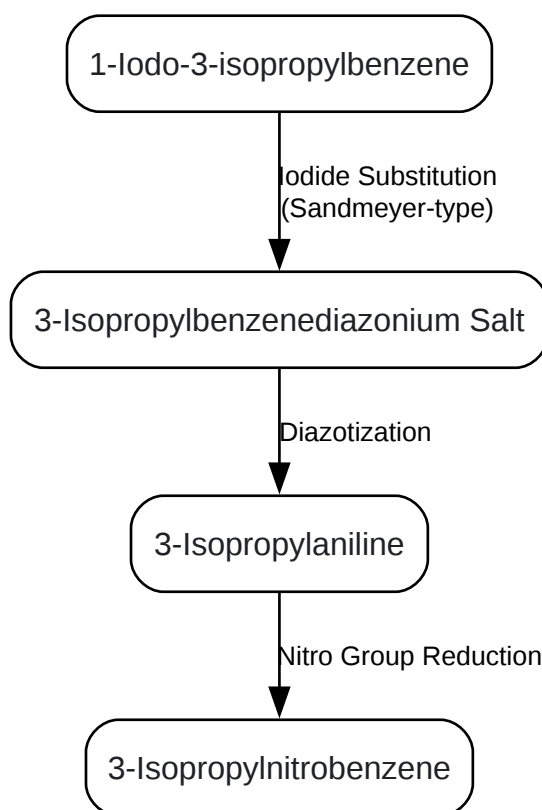 1-Iodo-3-isopropylbenzene
Iodide Substitution
(Sandmeyer-type)
3-Isopropylbenzenediazonium Salt
Diazotization
3-Isopropylaniline
Nitro Group Reduction
3-Isopropylnitrobenzene